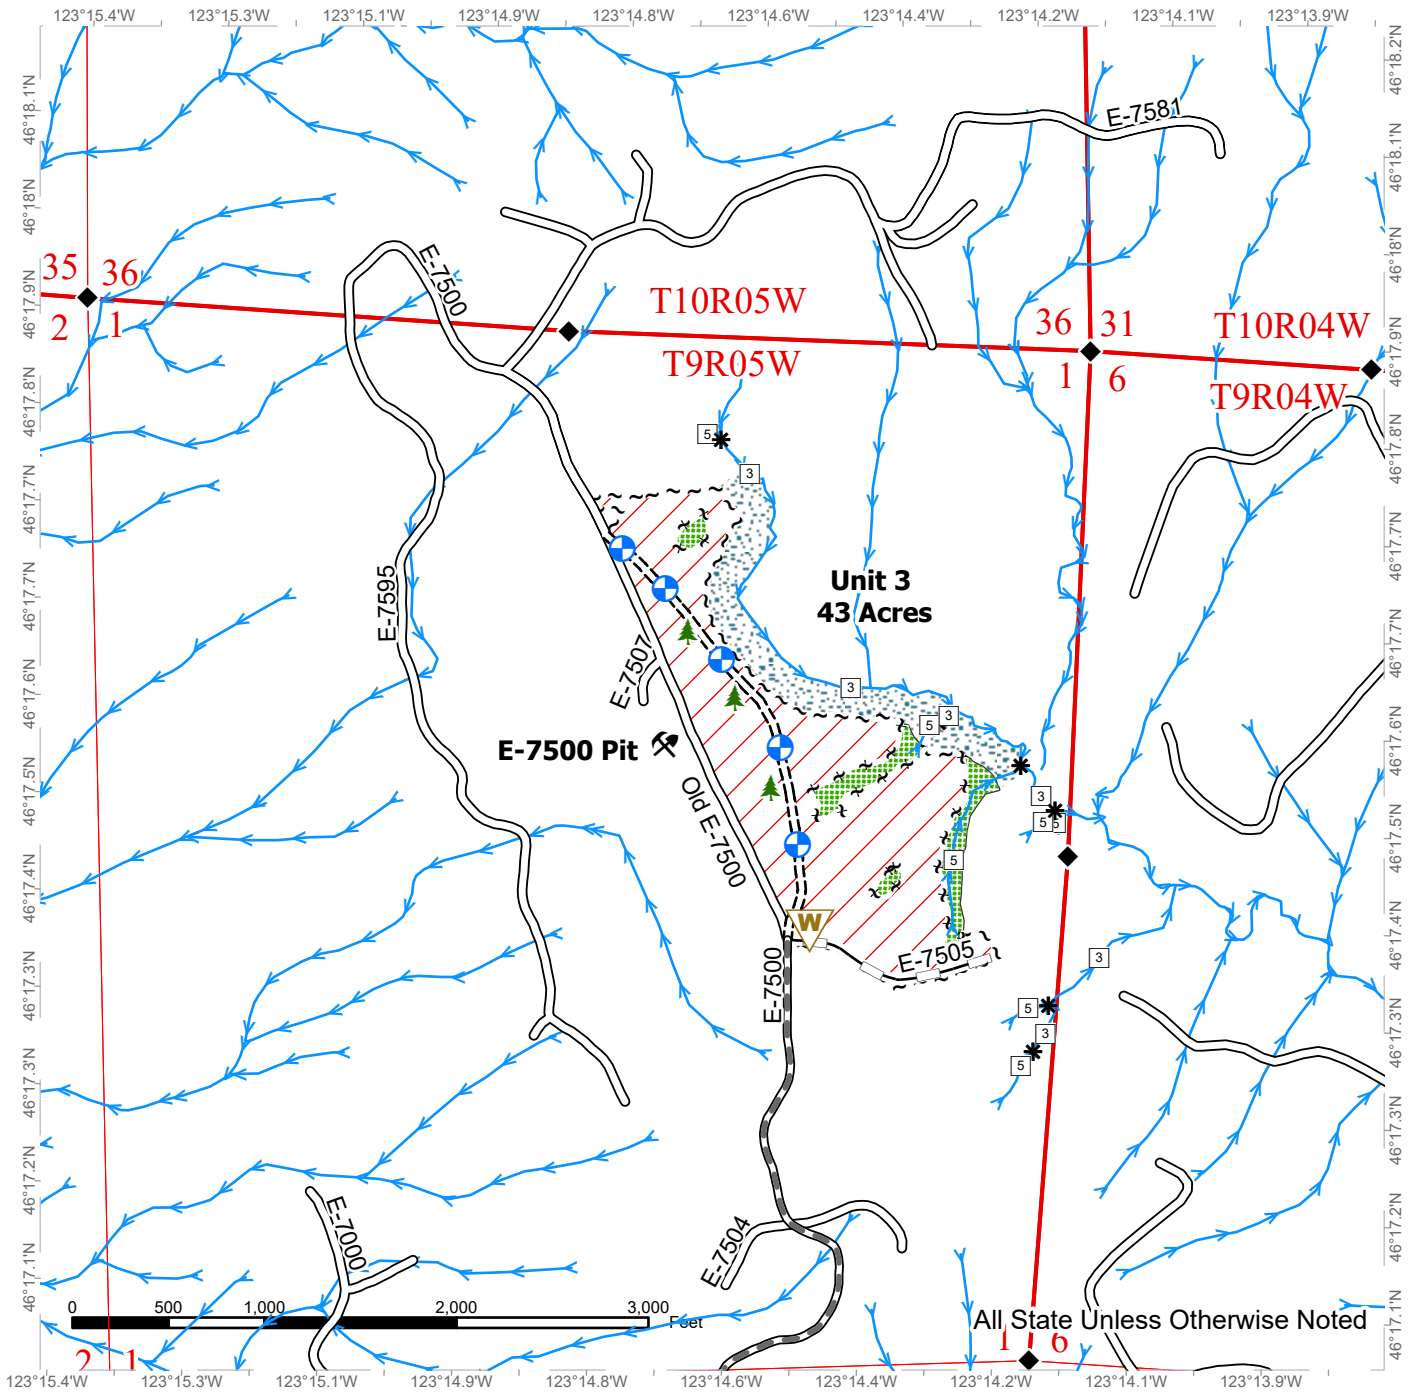 123°15.4'W 123°15.3'W 123°15.1'W 123°14.9'W 123°14.8'W 123°14.6'W 123°14.4'W 123°14.2'W 123°14.1'W 123°13.9'W
46°18.1'N
46°18'N
46°17.9'N
46°17.8'N
46°17.7'N
46°17.7'N
46°17.6'N
46°17.5'N
46°17.4'N
46°17.3'N
46°17.3'N
46°17.2'N
46°17.1'N
46°18.2'N
46°18.1'N
46°18'N
46°17.9'N
46°17.8'N
46°17.7'N
46°17.7'N
46°17.6'N
46°17.5'N
46°17.4'N
46°17.3'N
46°17.3'N
46°17.2'N
46°17.1'N
E-7581
E-7500
35 36
2 1
T10R05W
T9R05W
36 31
1 6
T10R04W
T9R04W
5
3
Unit 3
43 Acres
E-7595
E-7507
3
3
5
E-7500 Pit
Old E-7500
3
5
5
5
W
E-7505
E-7500
3
5
3
5
E-7504
E-7000
0 500 1,000 2,000 3,000
Feet
All State Unless Otherwise Noted
2 1
1 6
123°15.4'W 123°15.3'W 123°15.1'W 123°14.9'W 123°14.8'W 123°14.6'W 123°14.4'W 123°14.2'W 123°14.1'W 123°13.9'W